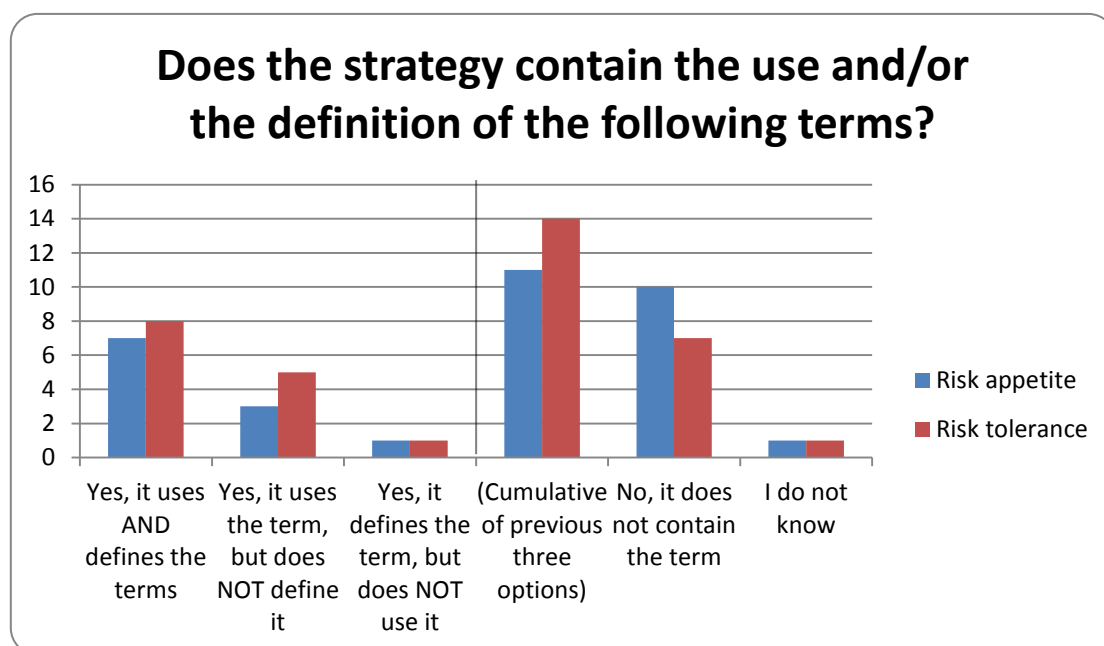 Does the strategy contain the use and/or
the definition of the following terms?
16
14
12
10
8
6
4
2
0
Yes, it uses
AND
defines the
terms
Yes, it uses
the term,
but does
NOT define
it
Yes, it
defines the
term, but
does NOT
use it
(Cumulative
of previous
three
options)
No, it does
not contain
the term
I do not
know
Risk appetite
Risk tolerance